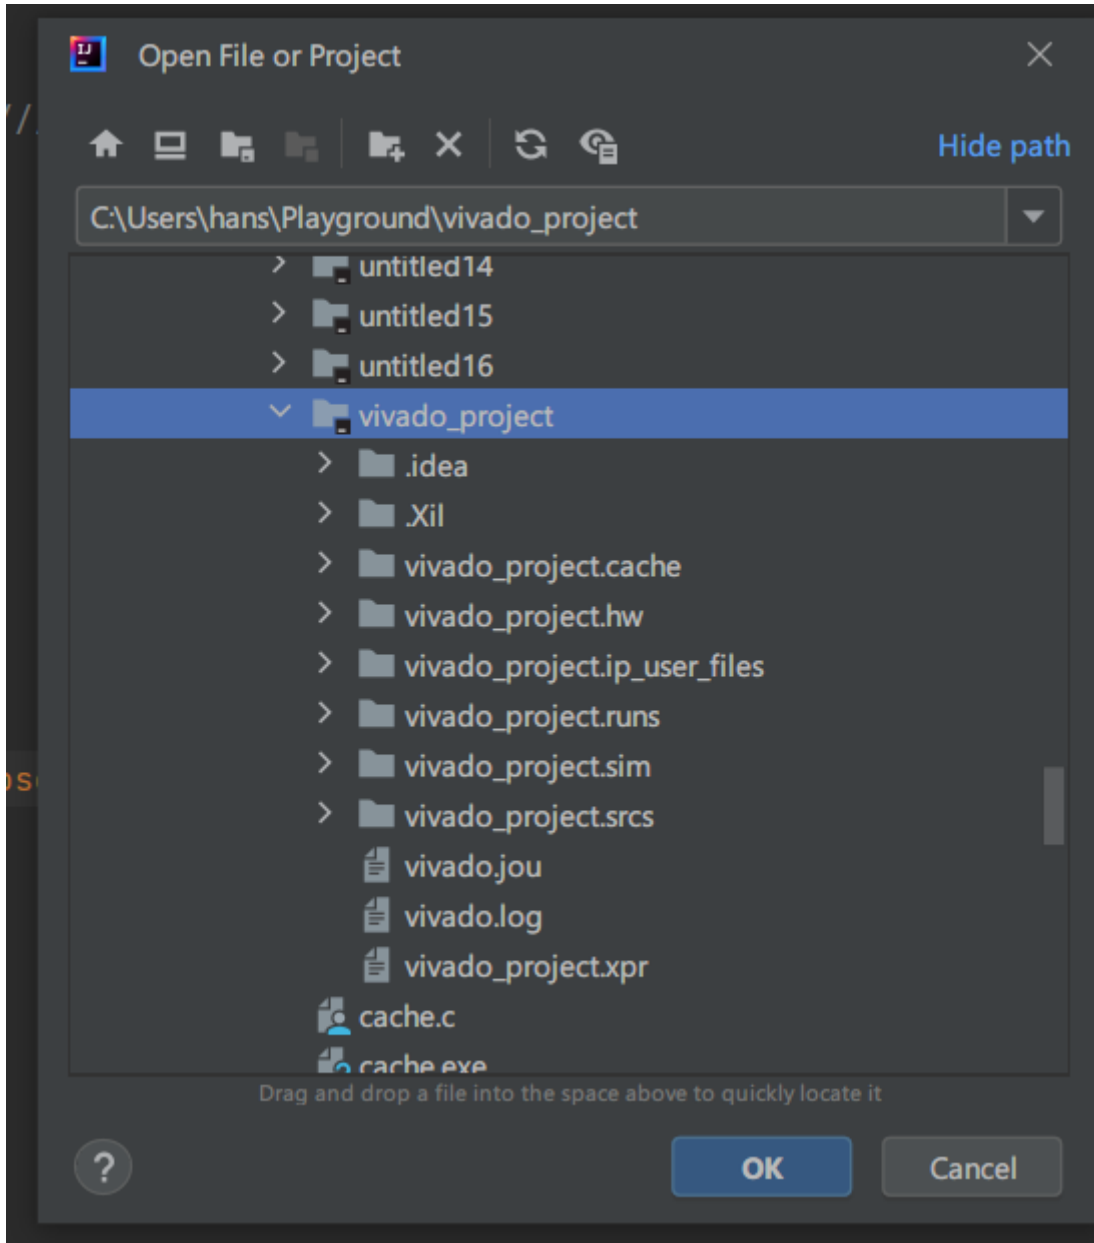 Open File or Project
//
Hide path
C:\Users\hans\Playground\vivado_project
untitled14
untitled15
untitled16
vivado_project
.idea
.Xil
vivado_project.cache
vivado_project.hw
vivado_project.ip_user_files
vivado_project.runs
vivado_project.sim
vivado_project.srcs
vivado.jou
vivado.log
vivado_project.xpr
cache.c
cache.exe
Drag and drop a file into the space above to quickly locate it
? OK Cancel